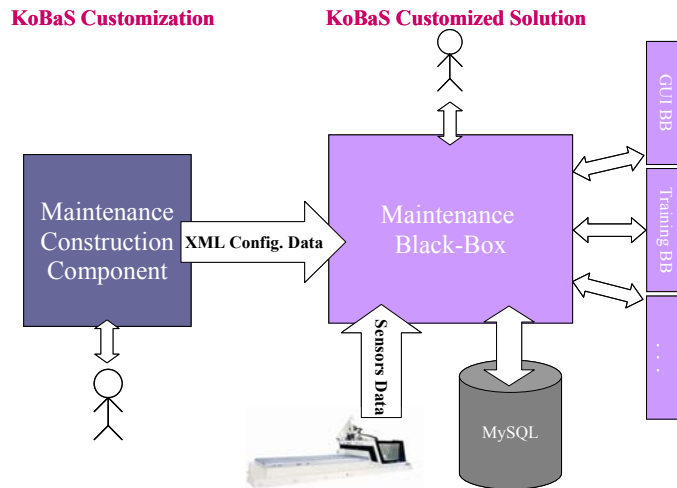 KoBaS Customization
KoBaS Customized Solution
GUI BB
Maintenance
Construction
Component
XML Config. Data
Maintenance
Black-Box
Training BB
Sensors Data
. . .
MySQL